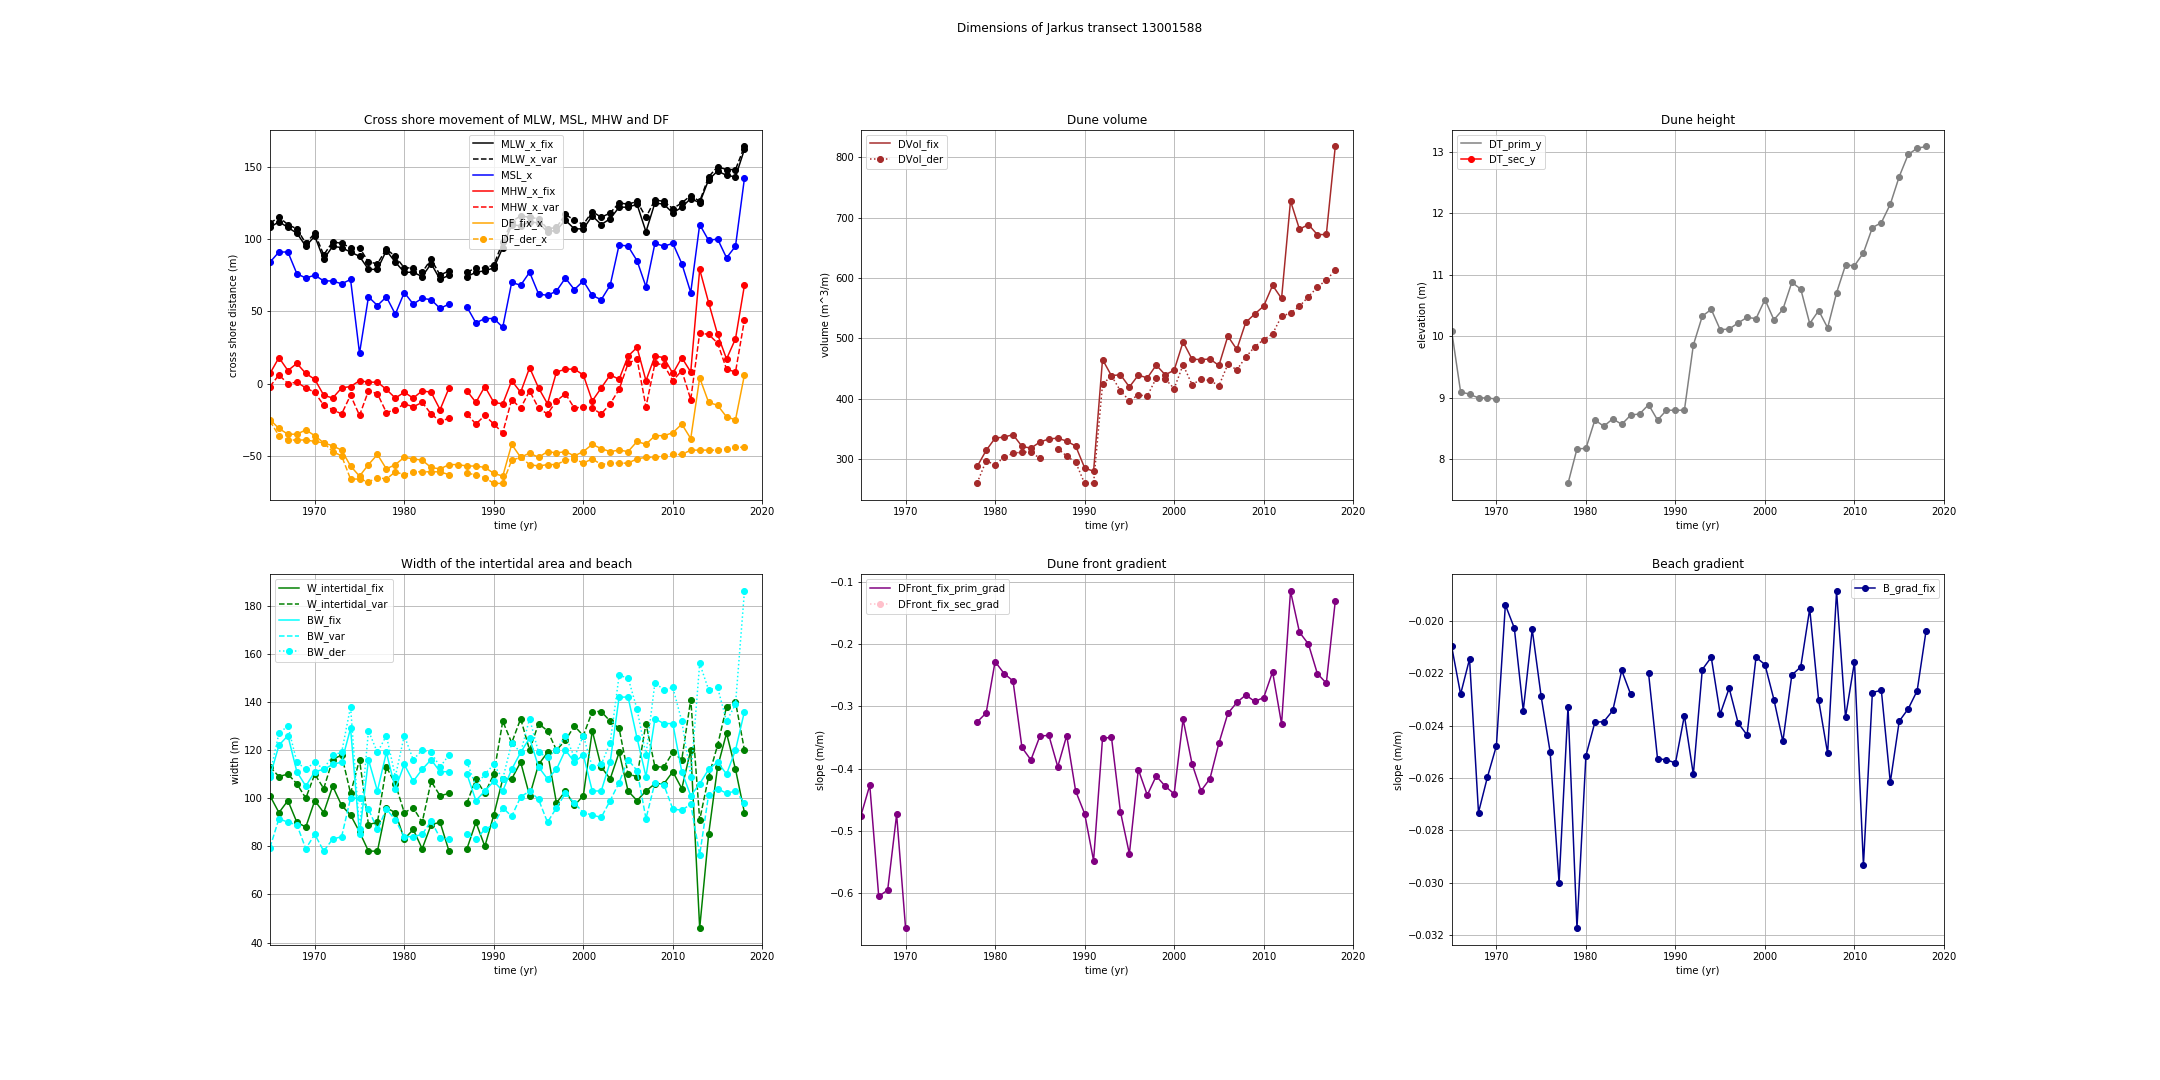 Dimensions of Jarkus transect 13001588
Cross shore movement of MLW, MSL, MHW and DF
MLW_x_fix
MLW_x_var
MSL_x
MHW_x_fix
MHW_x_var
DF_fix_x
DF_der_x
cross shore distance (m)
150
100
50
0
−50
1970 1980 1990 2000 2010 2020
time (yr)
Dune volume
DVol_fix
DVol_der
volume (m^3/m)
800
700
600
500
400
300
1970 1980 1990 2000 2010 2020
time (yr)
Dune height
DT_prim_y
DT_sec_y
elevation (m)
13
12
11
10
9
8
1970 1980 1990 2000 2010 2020
time (yr)
Width of the intertidal area and beach
W_intertidal_fix
W_intertidal_var
BW_fix
BW_var
BW_der
width (m)
180
160
140
120
100
80
60
40
1970 1980 1990 2000 2010 2020
time (yr)
Dune front gradient
DFront_fix_prim_grad
DFront_fix_sec_grad
slope (m/m)
−0.1
−0.2
−0.3
−0.4
−0.5
−0.6
1970 1980 1990 2000 2010 2020
time (yr)
Beach gradient
B_grad_fix
slope (m/m)
−0.020
−0.022
−0.024
−0.026
−0.028
−0.030
−0.032
1970 1980 1990 2000 2010 2020
time (yr)